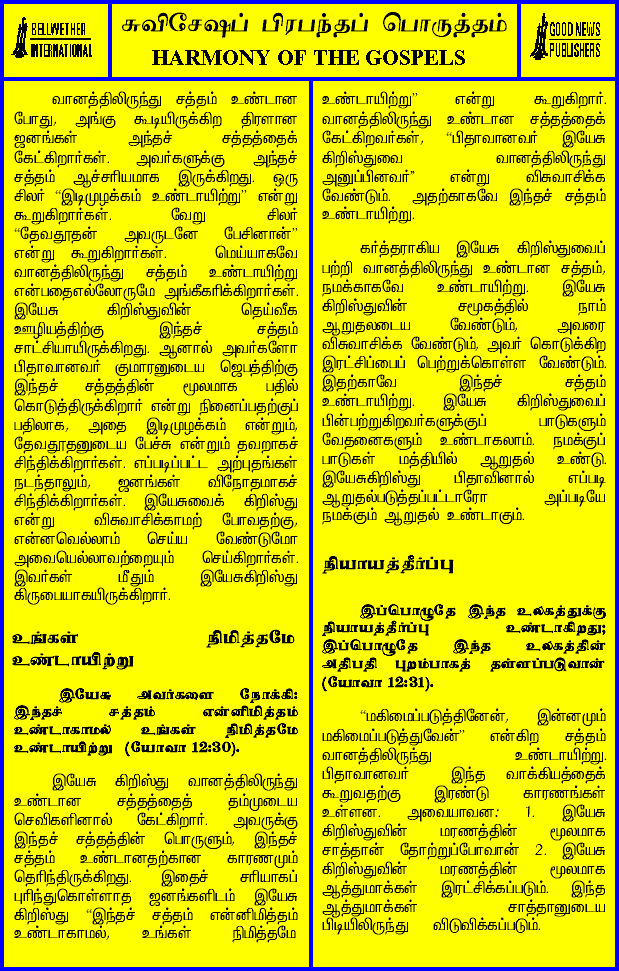 BELLWETHER
INTERNATIONAL
சுவிசேஷப் பிரபந்தப் பொருத்தம்
HARMONY OF THE GOSPELS
GOOD NEWS
PUBLISHERS
வானத்திலிருந்து சத்தம் உண்டான
போது, அங்கு கூடியிருக்கிற திரளான
ஜனங்கள் அந்தச் சத்தத்தைக்
கேட்கிறார்கள். அவர்களுக்கு அந்தச்
சத்தம் ஆச்சரியமாக இருக்கிறது. ஒரு
சிலர் “இடிமுழக்கம் உண்டாயிற்று” என்று
கூறுகிறார்கள். வேறு சிலர்
“தேவதூதன் அவருடனே பேசினான்”
என்று கூறுகிறார்கள். மெய்யாகவே
வானத்திலிருந்து சத்தம் உண்டாயிற்று
என்பதைஎல்லோருமே அங்கீகரிக்கிறார்கள்.
இயேசு கிறிஸ்துவின் தெய்வீக
ஊழியத்திற்கு இந்தச் சத்தம்
சாட்சியாயிருக்கிறது. ஆனால் அவர்களோ
பிதாவானவர் குமாரனுடைய ஜெபத்திற்கு
இந்தச் சத்தத்தின் மூலமாக பதில்
கொடுத்திருக்கிறார் என்று நினைப்பதற்குப்
பதிலாக, அதை இடிமுழக்கம் என்றும்,
தேவதூதனுடைய பேச்சு என்றும் தவறாகச்
சிந்திக்கிறார்கள். எப்படிப்பட்ட அற்புதங்கள்
நடந்தாலும், ஜனங்கள் விநோதமாகச்
சிந்திக்கிறார்கள். இயேசுவைக் கிறிஸ்து
என்று விசுவாசிக்காமற் போவதற்கு,
என்னவெல்லாம் செய்ய வேண்டுமோ
அவையெல்லாவற்றையும் செய்கிறார்கள்.
இவர்கள் மீதும் இயேசுகிறிஸ்து
கிருபையாகயிருக்கிறார்.
உங்கள் நிமித்தமே
உண்டாயிற்று
இயேசு அவர்களை நோக்கி:
இந்தச் சத்தம் என்னிமித்தம்
உண்டாகாமல் உங்கள் நிமித்தமே
உண்டாயிற்று (யோவா 12:30).
இயேசு கிறிஸ்து வானத்திலிருந்து
உண்டான சத்தத்தைத் தம்முடைய
செவிகளினால் கேட்கிறார். அவருக்கு
இந்தச் சத்தத்தின் பொருளும், இந்தச்
சத்தம் உண்டானதற்கான காரணமும்
தெரிந்திருக்கிறது. இதைச் சரியாகப்
புரிந்துகொள்ளாத ஜனங்களிடம் இயேசு
கிறிஸ்து “இந்தச் சத்தம் என்னிமித்தம்
உண்டாகாமல், உங்கள் நிமித்தமே
உண்டாயிற்று” என்று கூறுகிறார்.
வானத்திலிருந்து உண்டான சத்தத்தைக்
கேட்கிறவர்கள், “பிதாவானவர் இயேசு
கிறிஸ்துவை வானத்திலிருந்து
அனுப்பினவர்” என்று விசுவாசிக்க
வேண்டும். அதற்காகவே இந்தச் சத்தம்
உண்டாயிற்று.
கர்த்தராகிய இயேசு கிறிஸ்துவைப்
பற்றி வானத்திலிருந்து உண்டான சத்தம்,
நமக்காகவே உண்டாயிற்று. இயேசு
கிறிஸ்துவின் சமூகத்தில் நாம்
ஆறுதலடைய வேண்டும், அவரை
விசுவாசிக்க வேண்டும், அவர் கொடுக்கிற
இரட்சிப்பைப் பெற்றுக்கொள்ள வேண்டும்.
இதற்காவே இந்தச் சத்தம்
உண்டாயிற்று. இயேசு கிறிஸ்துவைப்
பின்பற்றுகிறவர்களுக்குப் பாடுகளும்
வேதனைகளும் உண்டாகலாம். நமக்குப்
பாடுகள் மத்தியில் ஆறுதல் உண்டு.
இயேசுகிறிஸ்து பிதாவினால் எப்படி
ஆறுதல்படுத்தப்பட்டாரோ அப்படியே
நமக்கும் ஆறுதல் உண்டாகும்.
நியாயத்தீர்ப்பு
இப்பொழுதே இந்த உலகத்துக்கு
நியாயத்தீர்ப்பு உண்டாகிறது;
இப்பொழுதே இந்த உலகத்தின்
அதிபதி புறம்பாகத் தள்ளப்படுவான்
(யோவா 12:31).
“மகிமைப்படுத்தினேன், இன்னமும்
மகிமைப்படுத்துவேன்” என்கிற சத்தம்
வானத்திலிருந்து உண்டாயிற்று.
பிதாவானவர் இந்த வாக்கியத்தைக்
கூறுவதற்கு இரண்டு காரணங்கள்
உள்ளன. அவையாவன: 1. இயேசு
கிறிஸ்துவின் மரணத்தின் மூலமாக
சாத்தான் தோற்றுப்போவான் 2. இயேசு
கிறிஸ்துவின் மரணத்தின் மூலமாக
ஆத்துமாக்கள் இரட்சிக்கப்படும். இந்த
ஆத்துமாக்கள் சாத்தானுடைய
பிடியிலிருந்து விடுவிக்கப்படும்.